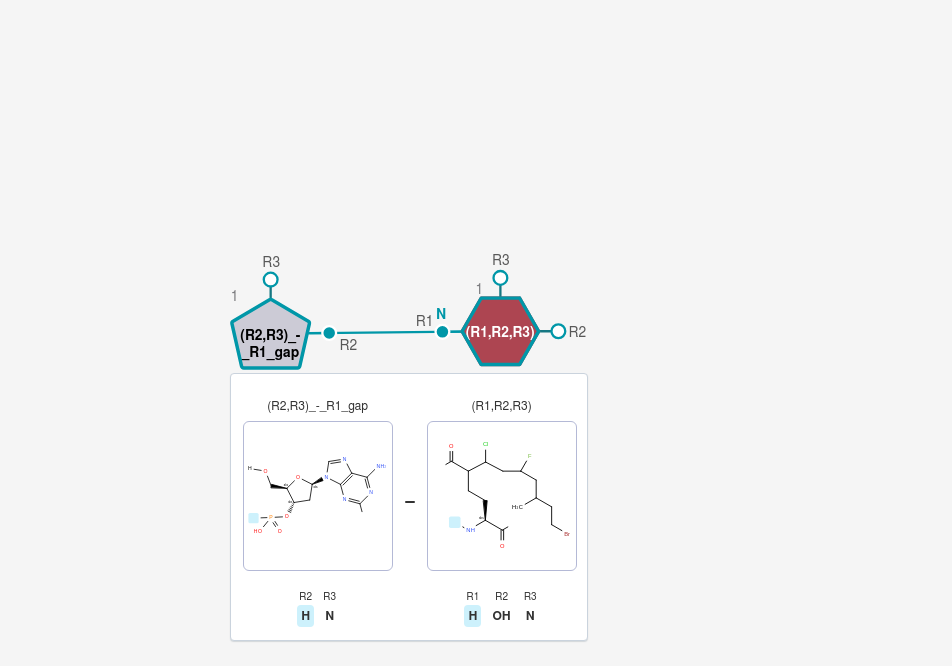 R3
R3
1
1
N
R1
(R2,R3)_-
_R1_gap
R2
(R1,R2,R3)
R2
(R2,R3)_-_R1_gap
(R1,R2,R3)
H
O
O
N
N
N
N
N
O
P
HO
O
O
Cl
F
H₃C
NH
O
Br
–
R2 R3
H N
R1 R2 R3
H OH N